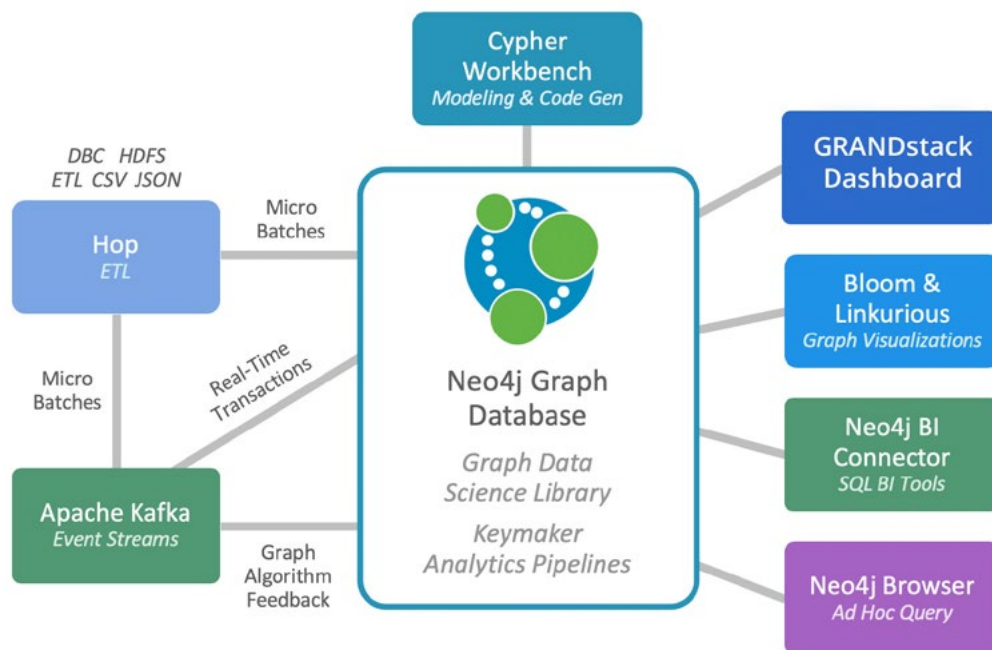 Cypher
Workbench
Modeling & Code Gen
DBC HDFS
ETL CSV JSON
Hop
ETL
Micro
Batches
Micro
Batches
Real-Time
Transactions
Apache Kafka
Event Streams
Graph
Algorithm
Feedback
Neo4j Graph
Database
Graph Data
Science Library
Keymaker
Analytics Pipelines
GRANDstack
Dashboard
Bloom &
Linkurious
Graph Visualizations
Neo4j BI
Connector
SQL BI Tools
Neo4j Browser
Ad Hoc Query